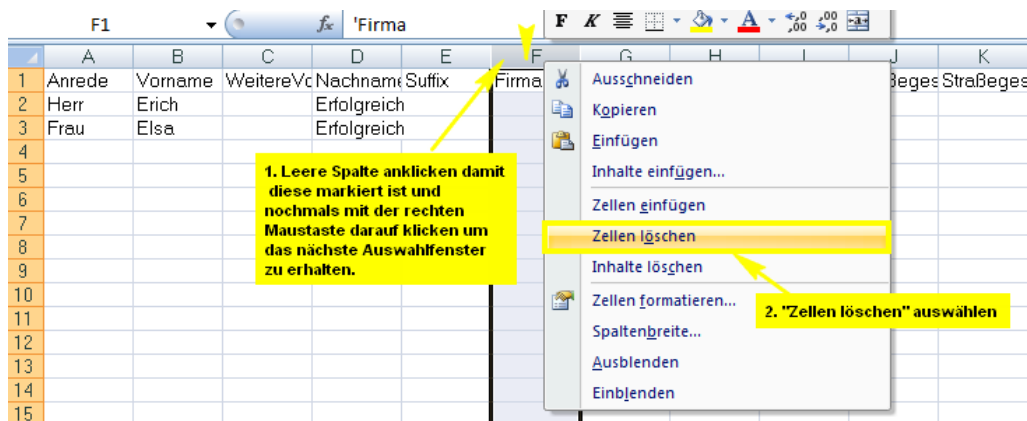 F1 fx 'Firma F K A ,00 ,0
A B C D E F G H I J K
1 Anrede Vorname WeitereVo Nachname Suffix Firma ßeges Straßeges
2 Herr Erich Erfolgreich
3 Frau Elsa Erfolgreich
4
5
6
7
8
9
10
11
12
13
14
15
1. Leere Spalte anklicken damit
diese markiert ist und
nochmals mit der rechten
Maustaste darauf klicken um
das nächste Auswahlfenster
zu erhalten.
Ausschneiden
Kopieren
Einfügen
Inhalte einfügen...
Zellen einfügen
Zellen löschen
Inhalte löschen
Zellen formatieren...
Spaltenbreite...
Ausblenden
Einblenden
2. "Zellen löschen" auswählen